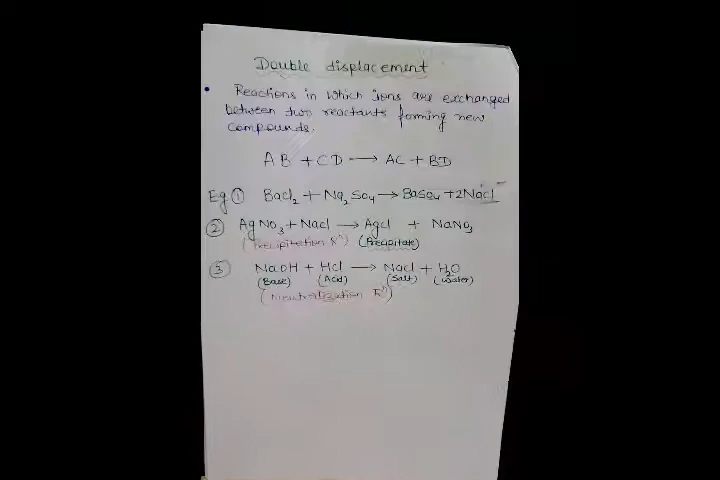 Double displacement
• Reactions in which ions are exchanged
between two reactants forming new
compounds.
AB + CD → AC + BD
Eg ① BaCl₂ + Na₂SO₄ → BaSO₄ + 2NaCl
② AgNO₃ + NaCl → AgCl + NaNO₃
(Precipitation Rⁿ) (Precipitate)
③ NaOH + HCl → NaCl + H₂O
(Base) (Acid) (Salt) (Water)
(Neutralization Rⁿ)